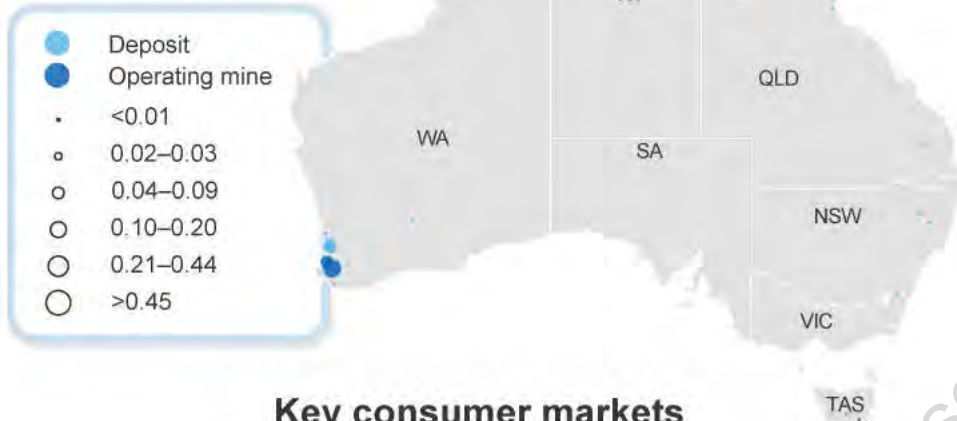 Deposit
Operating mine
<0.01
0.02–0.03
0.04–0.09
0.10–0.20
0.21–0.44
>0.45
QLD
WA
SA
NSW
VIC
TAS
Key consumer markets